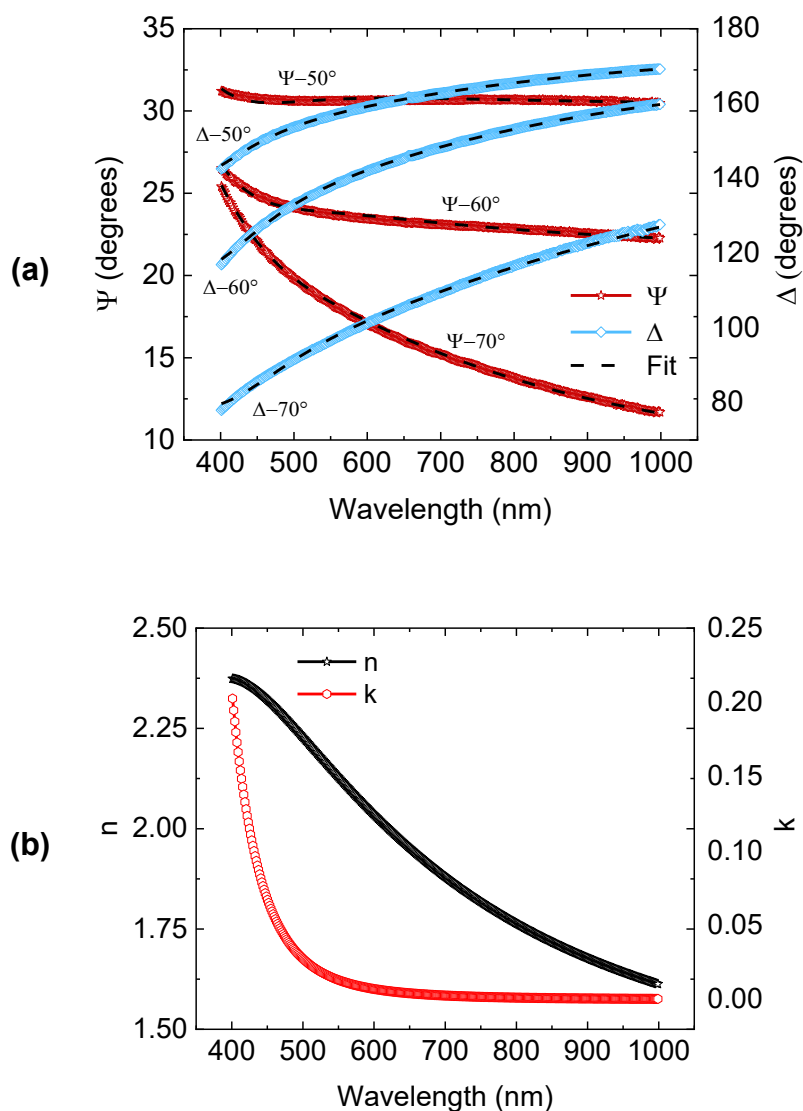 (a)
Ψ (degrees)
35
30
25
20
15
10
Δ (degrees)
180
160
140
120
100
80
Ψ−50°
Δ−50°
Ψ−60°
Δ−60°
Ψ−70°
Δ−70°
Ψ
Δ
Fit
400 500 600 700 800 900 1000
Wavelength (nm)
(b)
n
2.50
2.25
2.00
1.75
1.50
k
0.25
0.20
0.15
0.10
0.05
0.00
n
k
400 500 600 700 800 900 1000
Wavelength (nm)